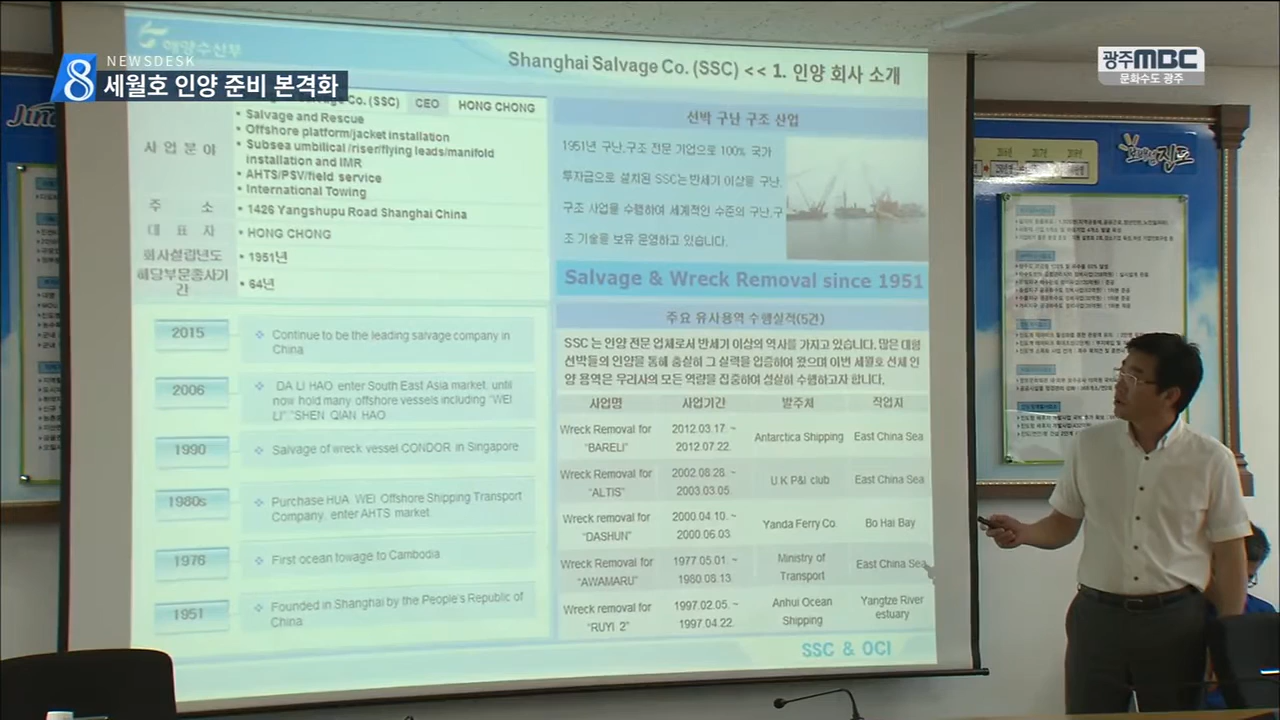 NEWSDESK
8 세월호 인양 준비 본격화
광주MBC
문화수도 광주
해양수산부
Shanghai Salvage Co. (SSC) << 1. 인양 회사 소개
Co. (SSC) CEO HONG CHONG
사 업 분 야
• Salvage and Rescue
• Offshore platform/jacket installation
• Subsea umbilical /riser/flying leads/manifold
installation and IMR
• AHTS/PSV/field service
• International Towing
주 소 • 1426 Yangshupu Road Shanghai China
대 표 자 • HONG CHONG
회사설립년도 • 1951년
해당부문종사기
간 • 64년
2015 Continue to be the leading salvage company in
China
2006 DA LI HAO enter South East Asia market, until
now hold many offshore vessels including "WEI
LI" "SHEN QIAN HAO
1990 Salvage of wreck vessel CONDOR in Singapore
1980s Purchase HUA WEI Offshore Shipping Transport
Company, enter AHTS market
1976 First ocean towage to Cambodia
1951 Founded in Shanghai by the People's Republic of
China
선박 구난 구조 산업
1951년 구난,구조 전문 기업으로 100% 국가
투자금으로 설치된 SSC는 반세기 이상을 구난,
구조 사업을 수행하여 세계적인 수준의 구난,구
조 기술을 보유 운영하고 있습니다.
Salvage & Wreck Removal since 1951
주요 유사용역 수행실적(5건)
SSC 는 인양 전문 업체로서 반세기 이상의 역사를 가지고 있습니다. 많은 대형
선박들의 인양을 통해 충실히 그 실력을 입증하여 왔으며 이번 세월호 선체 인
양 용역은 우리사의 모든 역량을 집중하여 성실히 수행하고자 합니다.
사업명 사업기간 발주처 작업지
Wreck Removal for
"BARELI" 2012.03.17. ~
2012.07.22. Antarctica Shipping East China Sea
Wreck Removal for
"ALTIS" 2002.08.28. ~
2003.03.05. U.K P&I club East China Sea
Wreck removal for
"DASHUN" 2000.04.10. ~
2000.06.03 Yanda Ferry Co. Bo Hai Bay
Wreck Removal for
"AWAMARU" 1977.05.01. ~
1980.08.13. Ministry of
Transport East China Sea
Wreck removal for
"RUYI 2" 1997.02.05. ~
1997.04.22. Anhui Ocean
Shipping Yangtze River
estuary
SSC & OCI
보배섬 진도